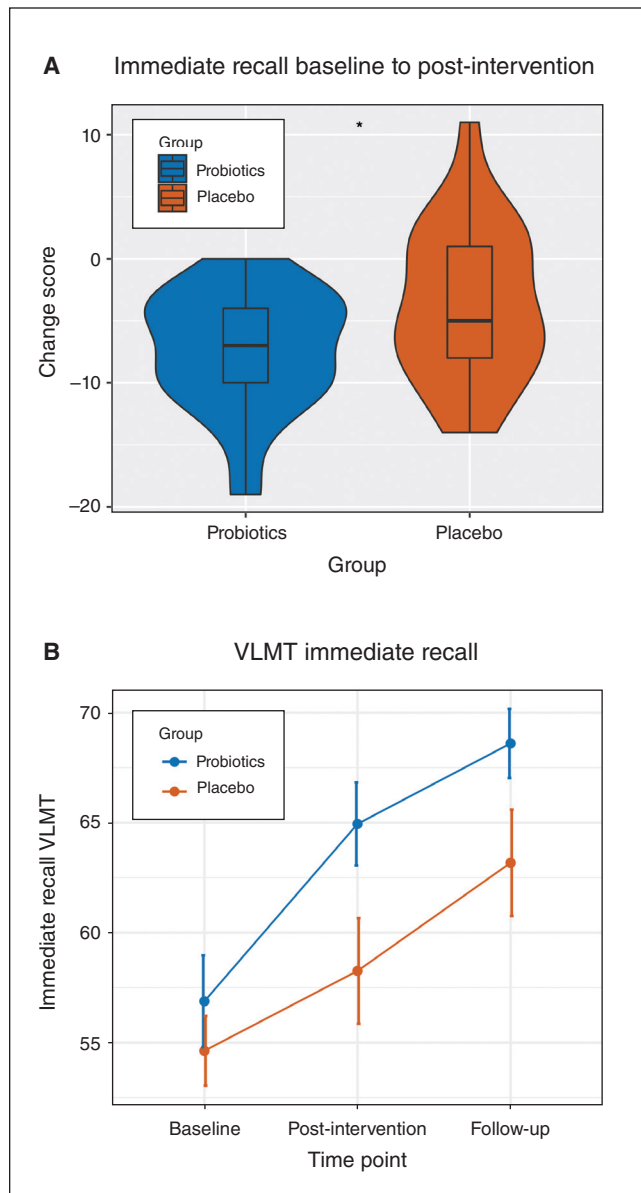 A Immediate recall baseline to post-intervention
*
Group
Probiotics
Placebo
10
0
−10
−20
Change score
Probiotics Placebo
Group
B VLMT immediate recall
Group
Probiotics
Placebo
70
65
60
55
Immediate recall VLMT
Baseline Post-intervention Follow-up
Time point